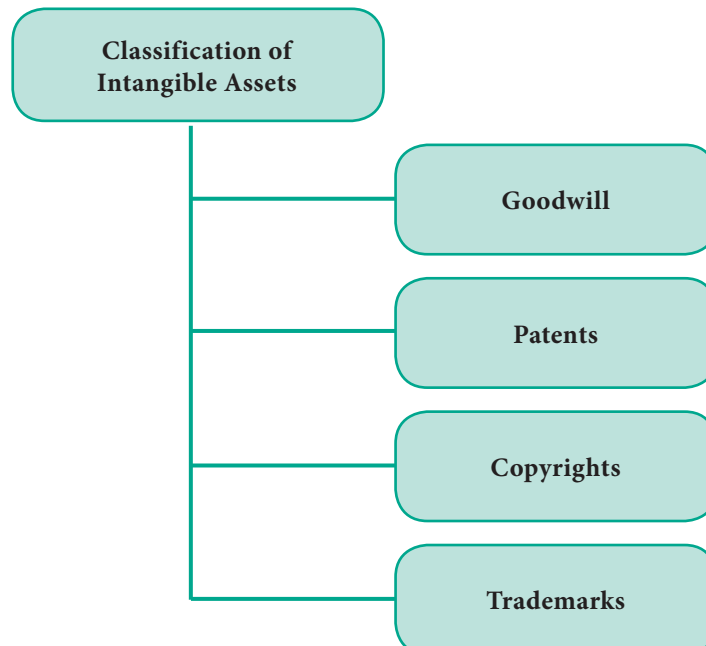 Classification of
Intangible Assets
Goodwill
Patents
Copyrights
Trademarks